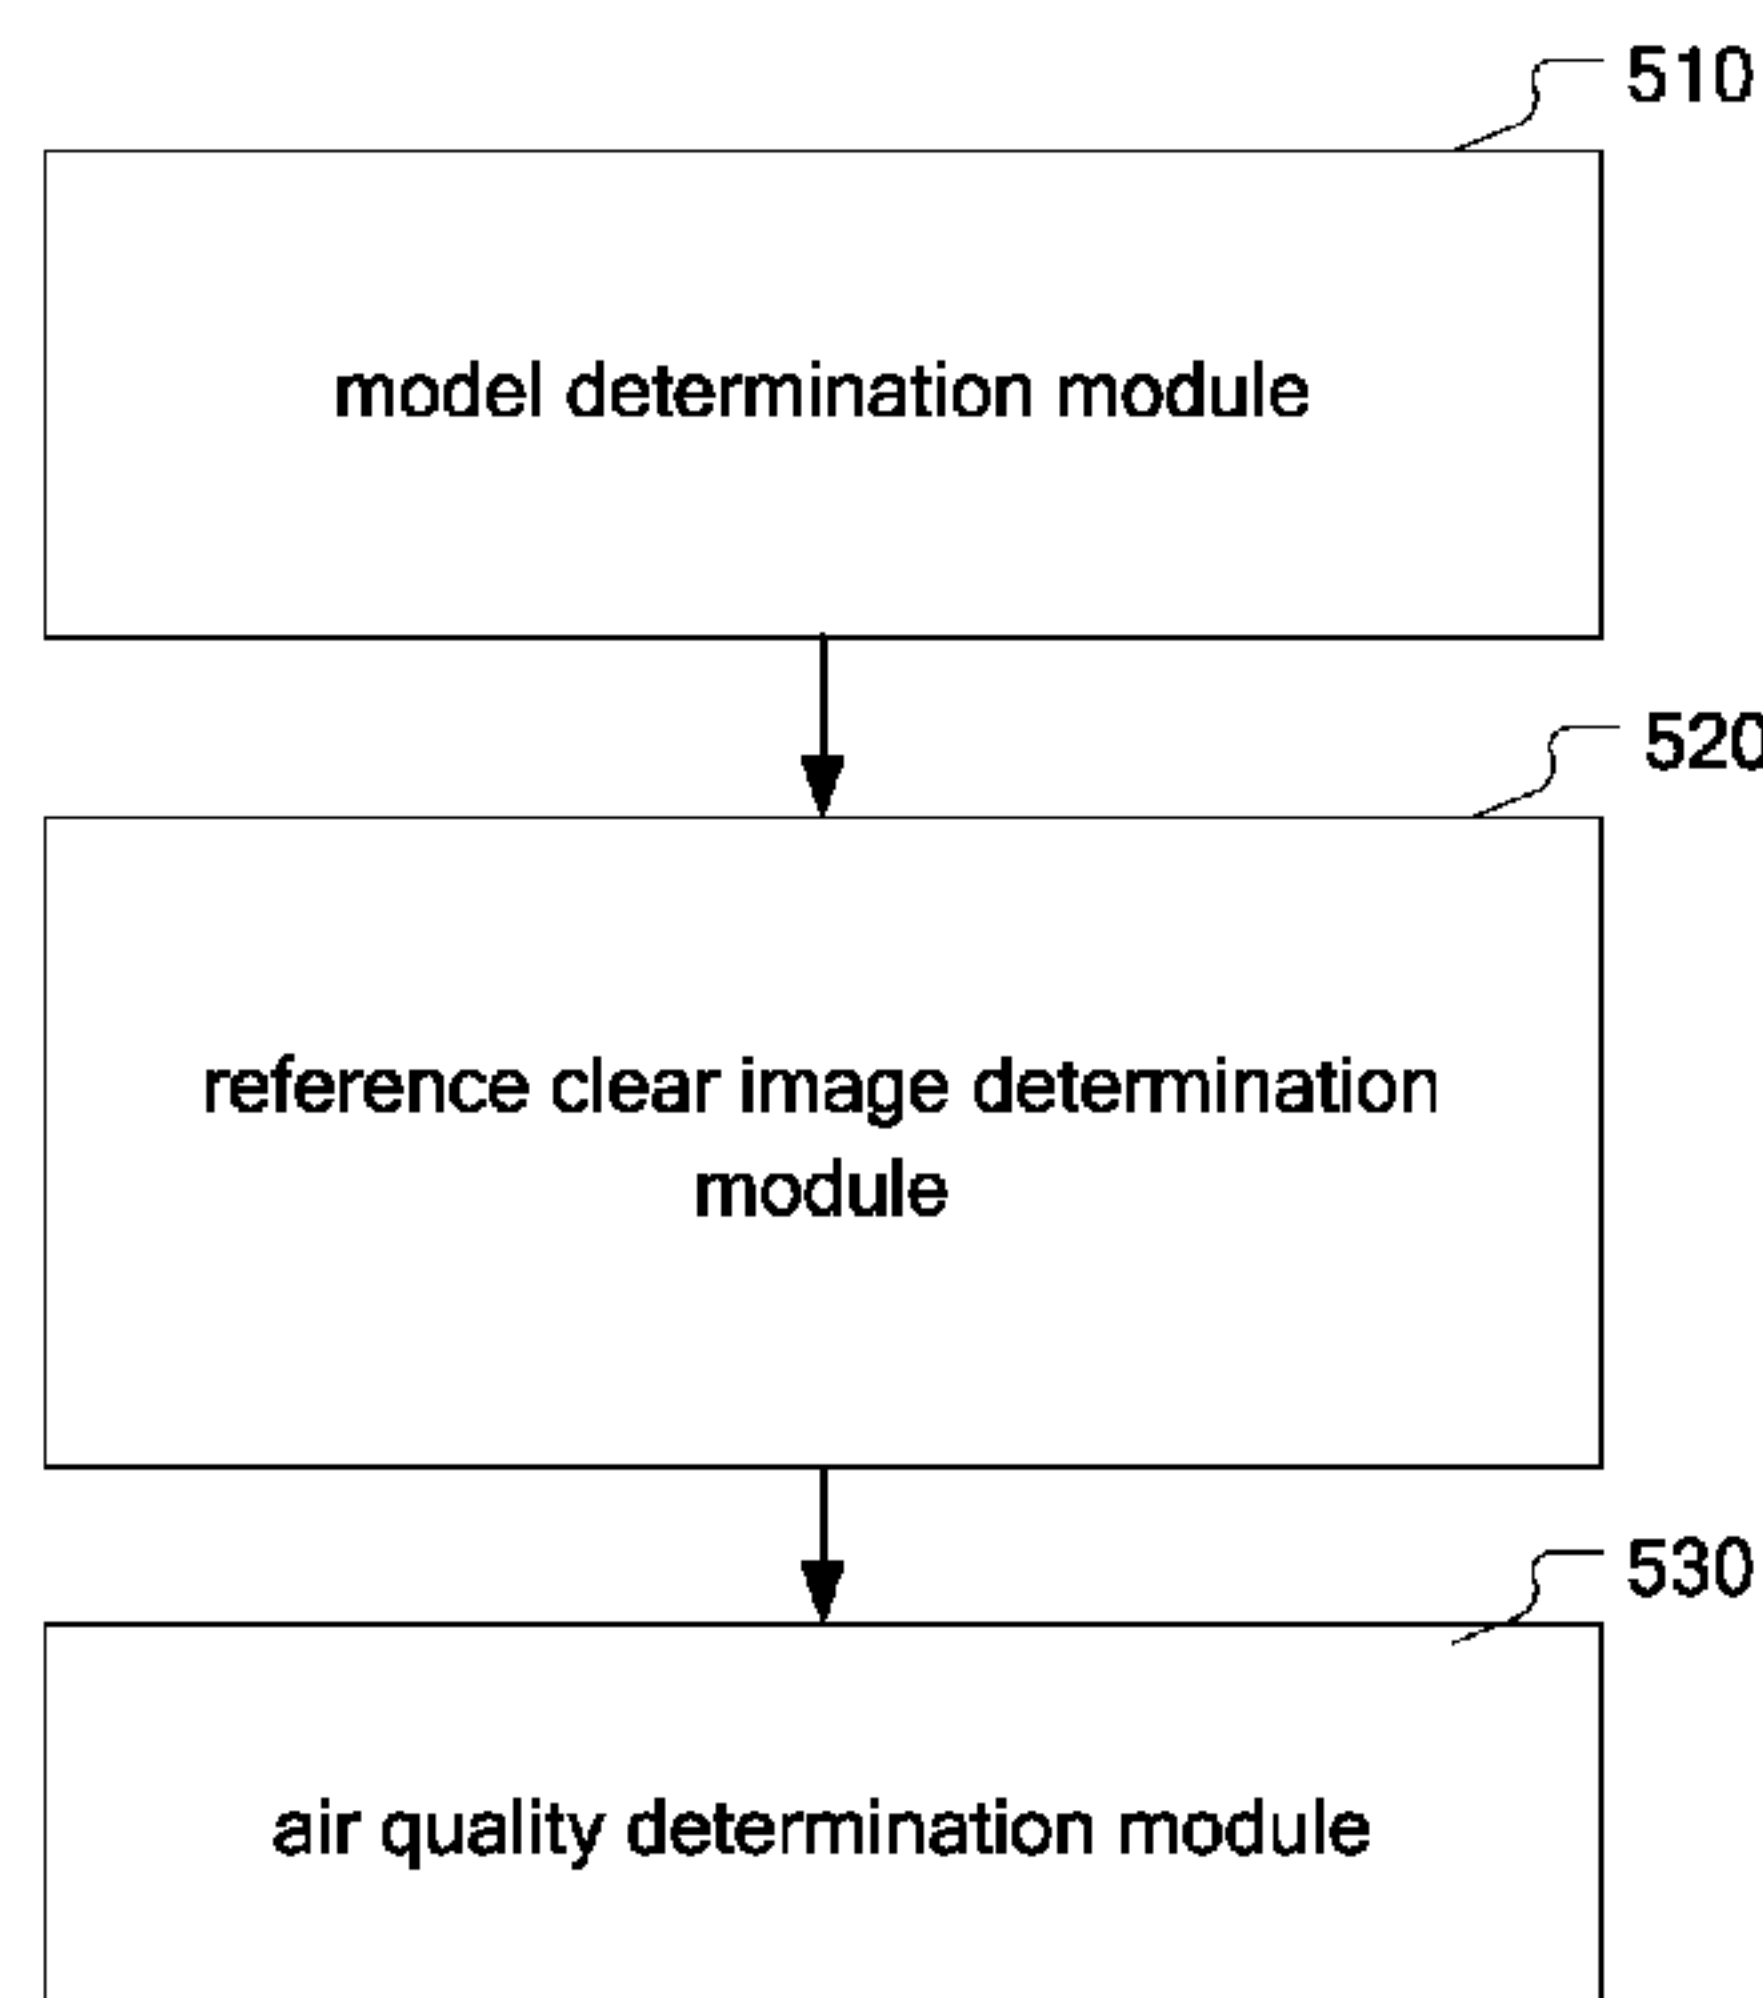 510
model determination module
520
reference clear image determination
module
530
air quality determination module